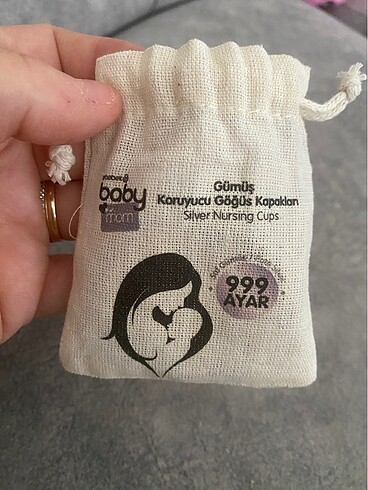 baby
mom
Gümüş
Koruyucu Göğüs Kapakları
Silver Nursing Cups
999
AYAR